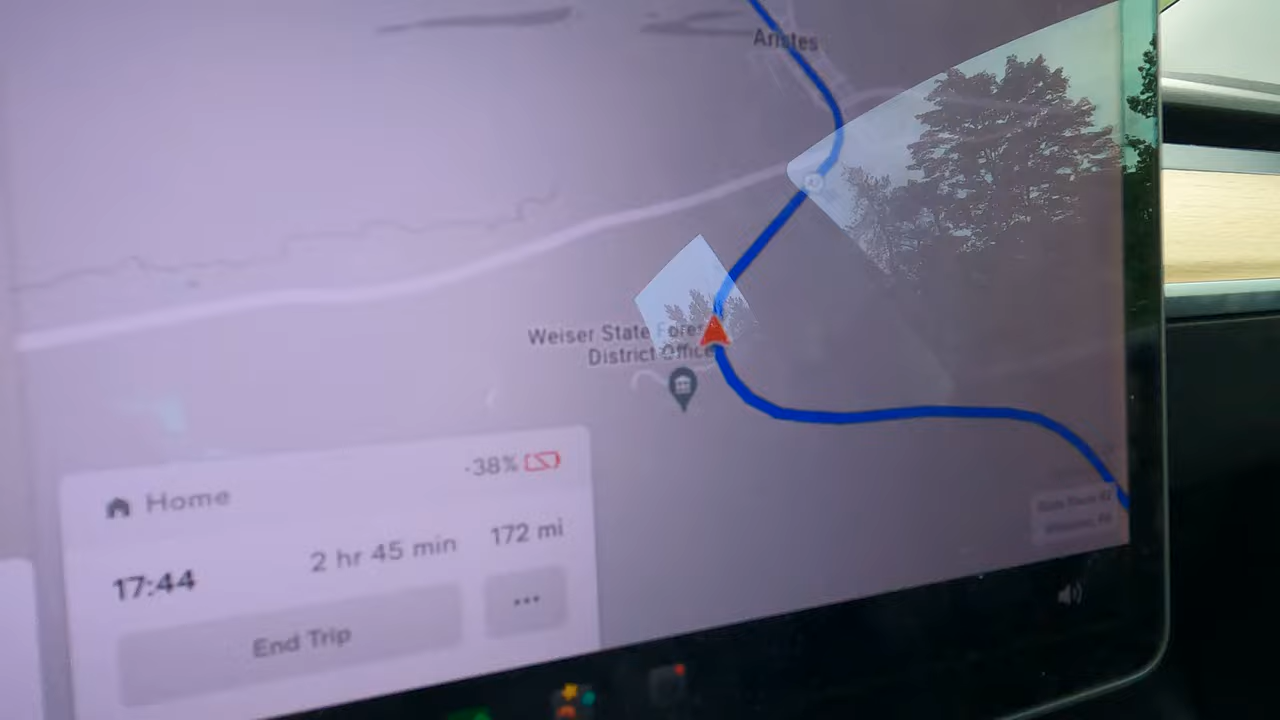 Aristes
Weiser State Forest
District Office
-38%
Home
2 hr 45 min
172 mi
17:44
End Trip
...